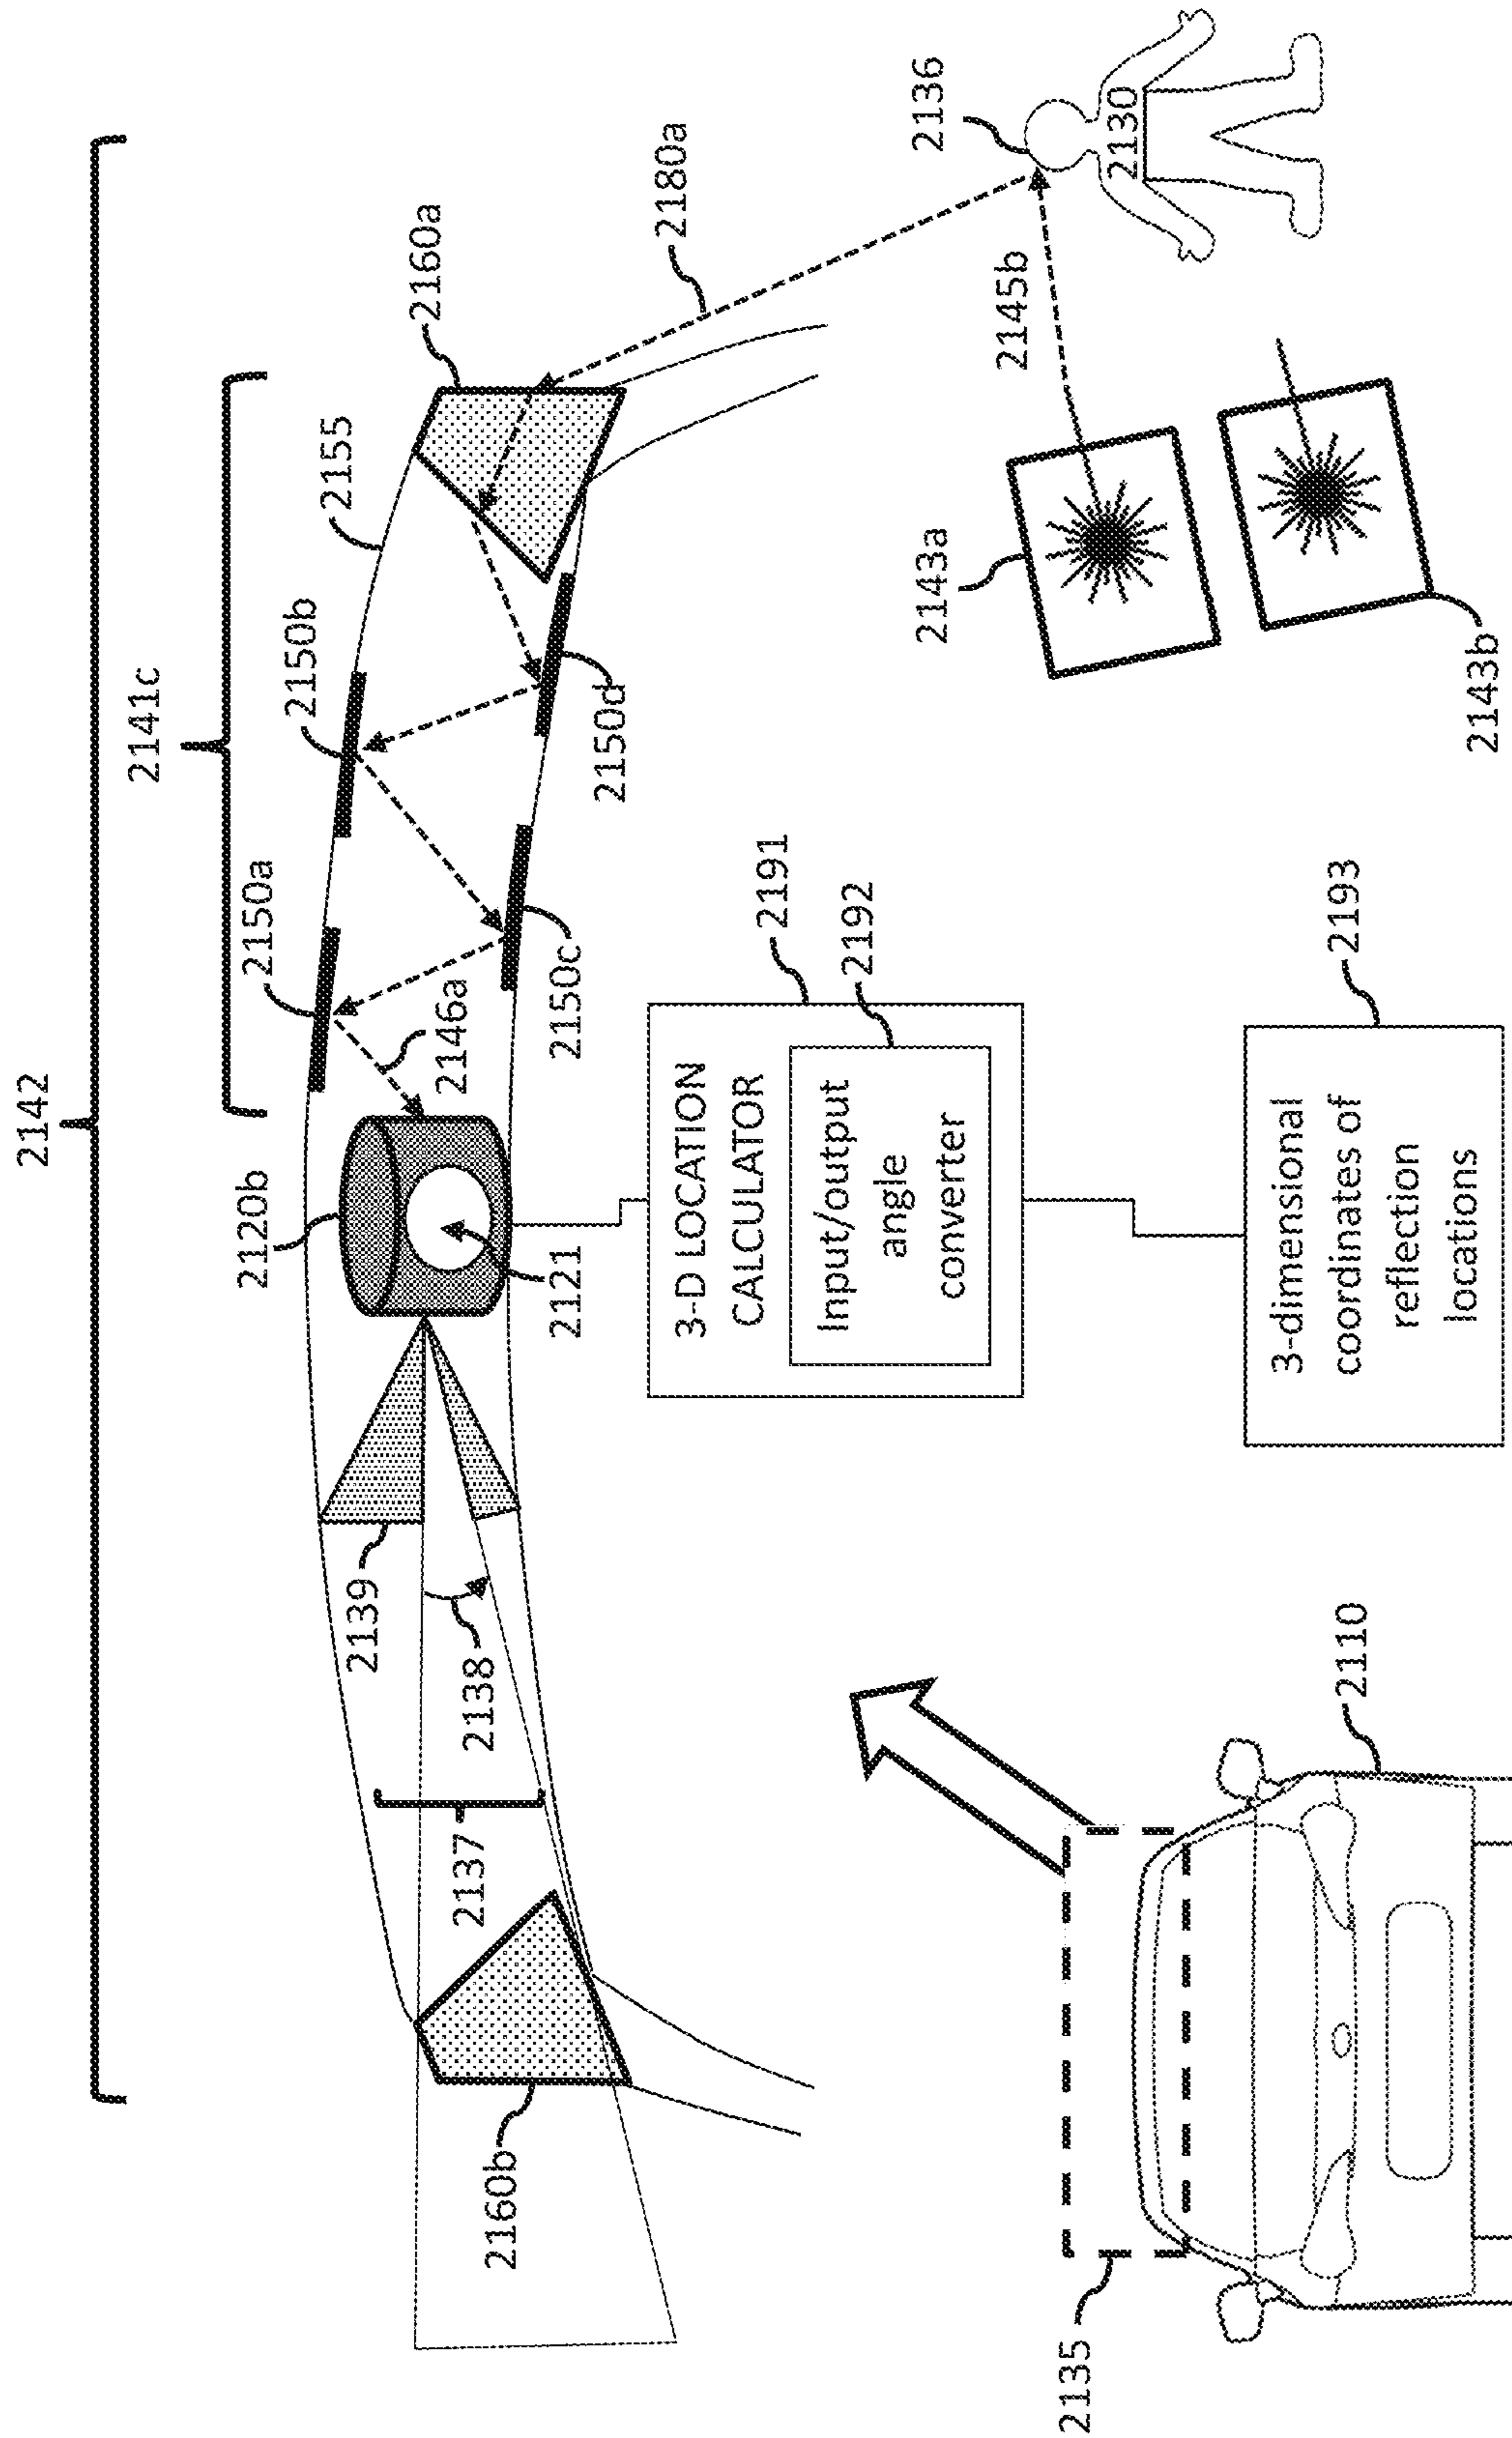 2142
2141c
2155
2160a
2150b
2150a
2120b
2180a
2136
2130
2145b
2143a
2143b
2150d
2150c
2146a
2121
2139
2138
2137
2160b
3-D LOCATION
CALCULATOR
Input/output
angle
converter
2191
2192
3-dimensional
coordinates of
reflection
locations
2193
2135
2110